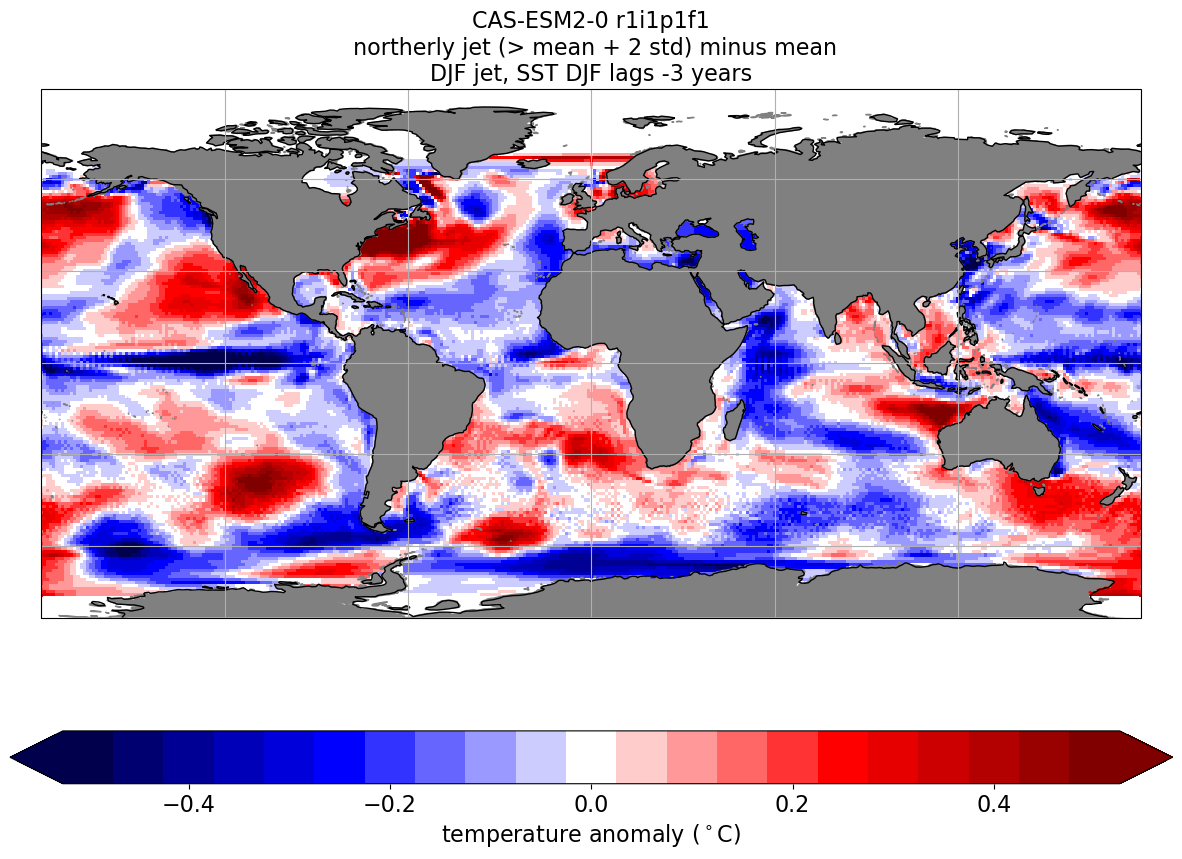 CAS-ESM2-0 r1i1p1f1
northerly jet (> mean + 2 std) minus mean
DJF jet, SST DJF lags -3 years
−0.4 −0.2 0.0 0.2 0.4
temperature anomaly (°C)